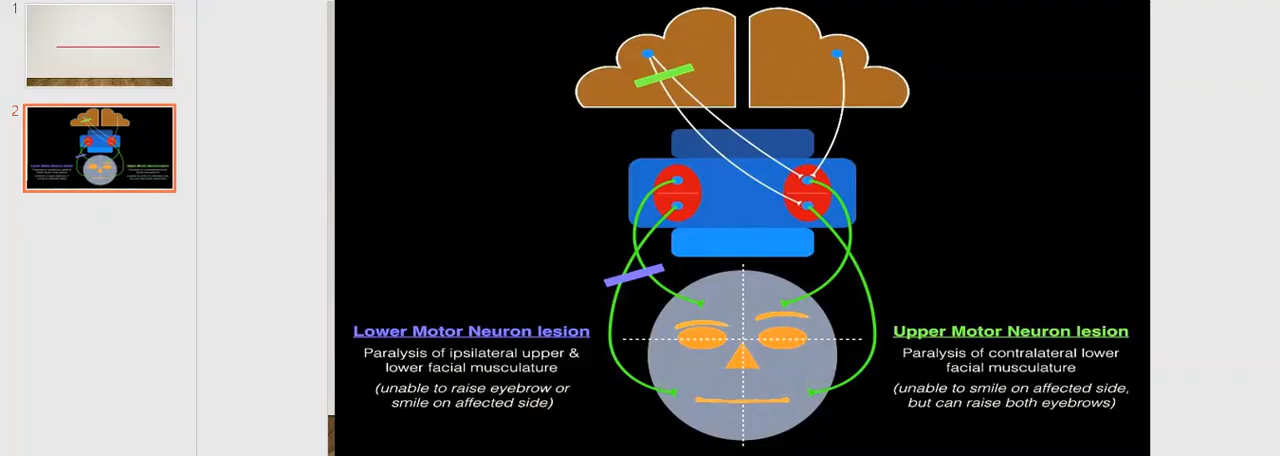 1
2
Lower Motor Neuron lesion
Paralysis of ipsilateral upper &
lower facial musculature
(unable to raise eyebrow or
smile on affected side)
Upper Motor Neuron lesion
Paralysis of contralateral lower
facial musculature
(unable to smile on affected side,
but can raise both eyebrows)